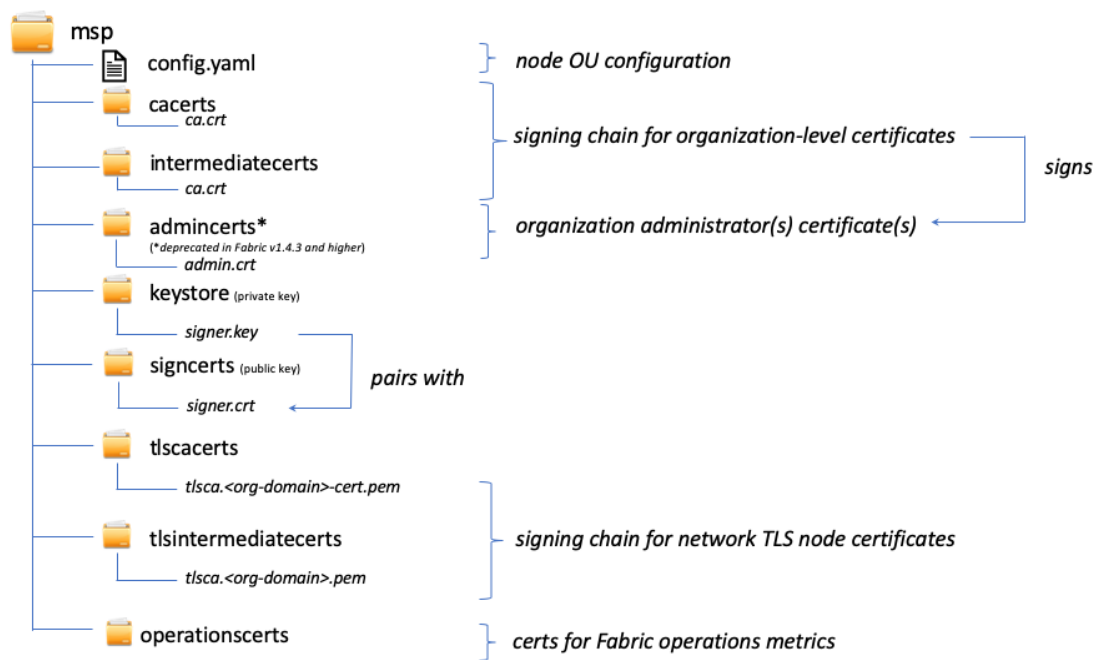 msp
config.yaml
node OU configuration
cacerts
ca.crt
signing chain for organization-level certificates
intermediatecerts
signs
ca.crt
admincerts*
organization administrator(s) certificate(s)
(*deprecated in Fabric v1.4.3 and higher)
admin.crt
keystore (private key)
signer.key
signcerts (public key)
pairs with
signer.crt
tlscacerts
tlsca.<org-domain>-cert.pem
tlsintermediatecerts
signing chain for network TLS node certificates
tlsca.<org-domain>.pem
operationscerts
certs for Fabric operations metrics